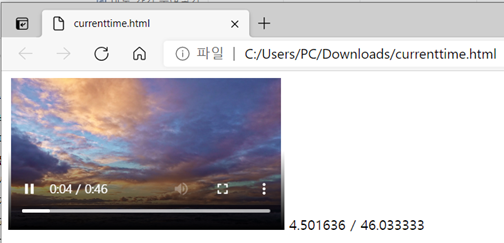 currenttime.html
파일 C:/Users/PC/Downloads/currenttime.html
0:04 / 0:46
4.501636 / 46.033333